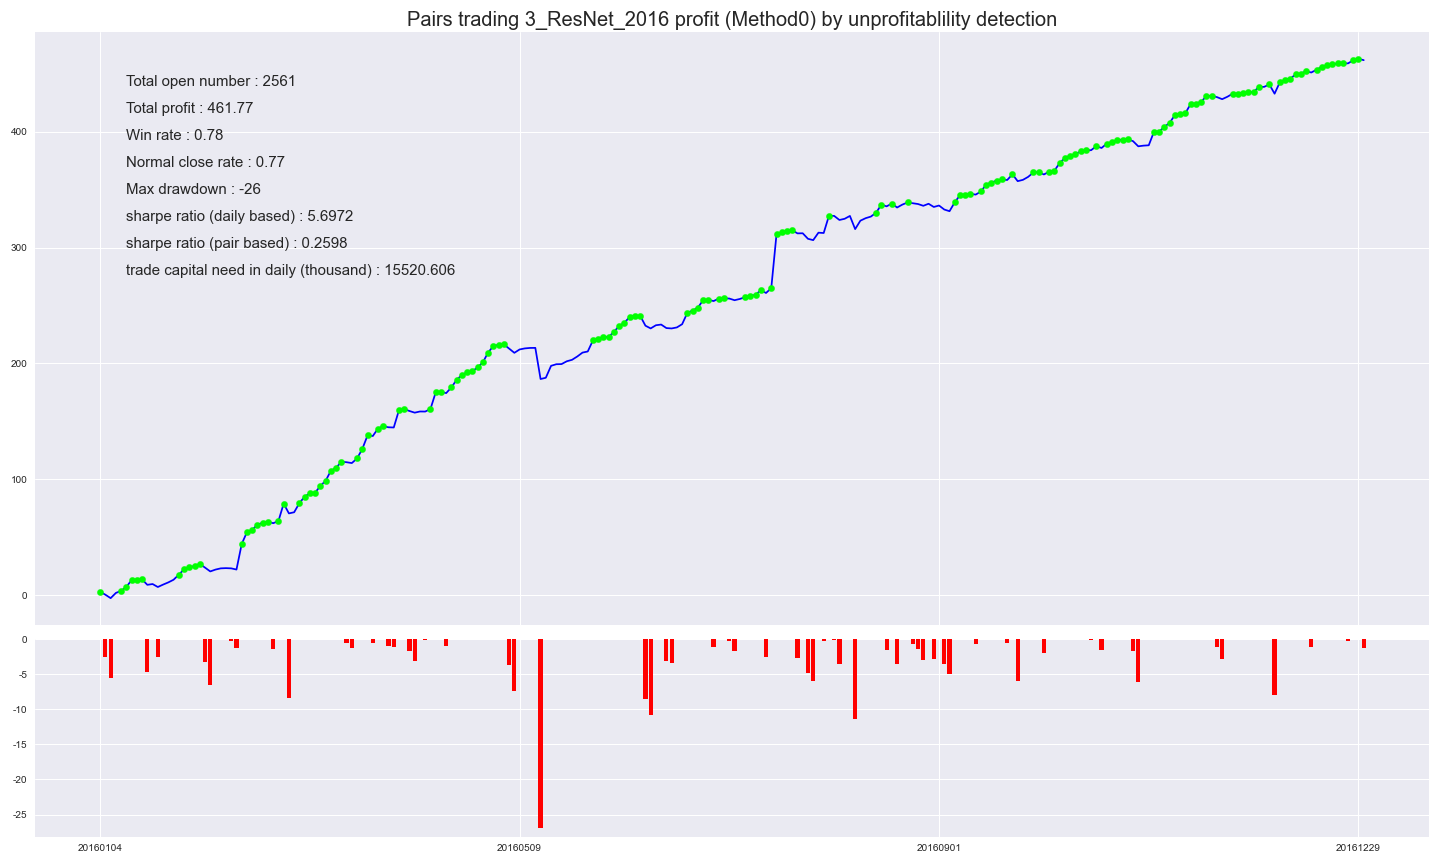 Pairs trading 3_ResNet_2016 profit (Method0) by unprofitablility detection
Total open number : 2561
Total profit : 461.77
Win rate : 0.78
Normal close rate : 0.77
Max drawdown : -26
sharpe ratio (daily based) : 5.6972
sharpe ratio (pair based) : 0.2598
trade capital need in daily (thousand) : 15520.606
400
300
200
100
0
0
-5
-10
-15
-20
-25
20160104 20160509 20160901 20161229